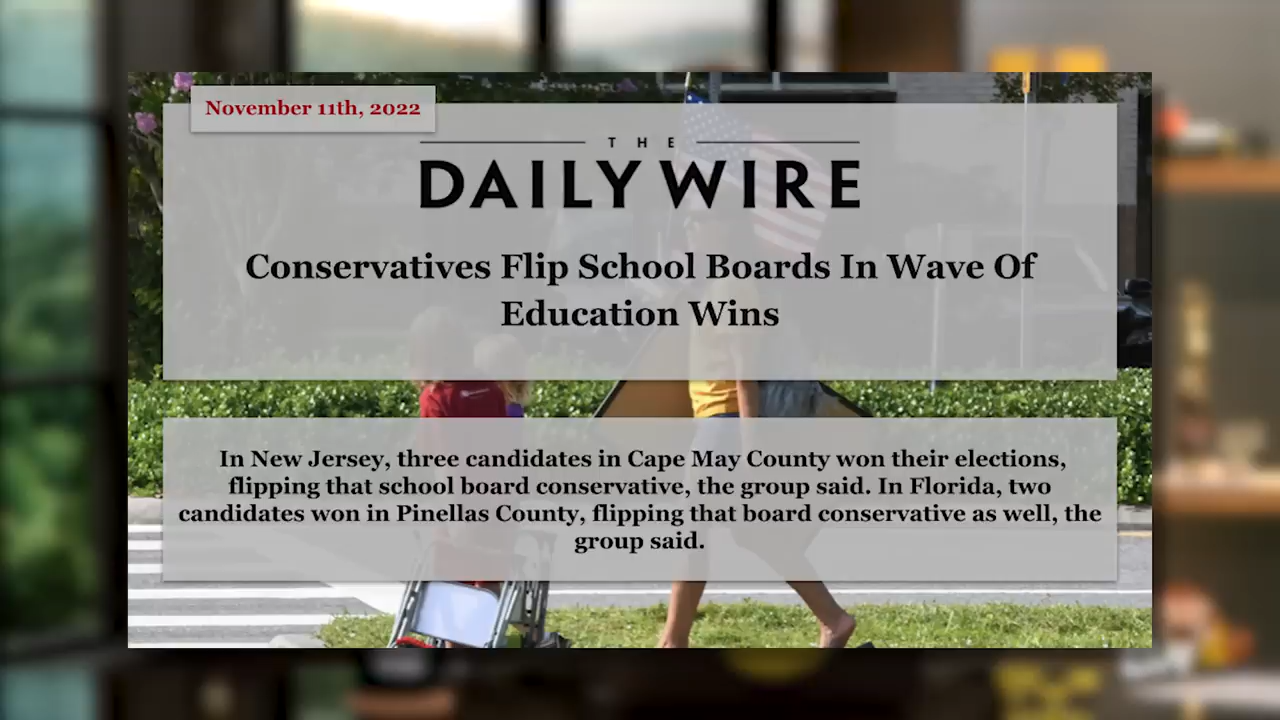 November 11th, 2022
THE
DAILY WIRE
Conservatives Flip School Boards In Wave Of
Education Wins
In New Jersey, three candidates in Cape May County won their elections,
flipping that school board conservative, the group said. In Florida, two
candidates won in Pinellas County, flipping that board conservative as well, the
group said.